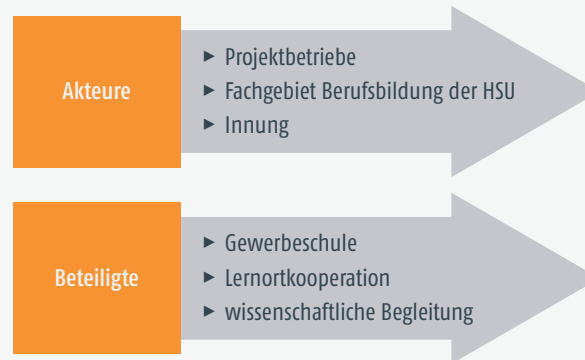 Akteure
► Projektbetriebe
► Fachgebiet Berufsbildung der HSU
► Innung
Beteiligte
► Gewerbeschule
► Lernortkooperation
► wissenschaftliche Begleitung